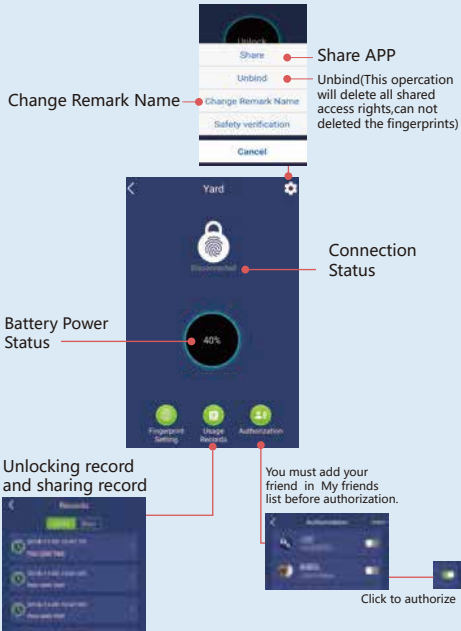 Unlock
Share
Share APP
Unbind
Unbind(This opercation
will delete all shared
access rights,can not
deleted the fingerprints)
Change Remark Name
Change Remark Name
Safety verification
Cancel
Yard
Disconnected
Connection
Status
Battery Power
Status
40%
Fingerprint
Setting
Usage
Records
Authorization
Unlocking record
and sharing record
You must add your
friend in My friends
list before authorization.
Records
Authorization
Click to authorize